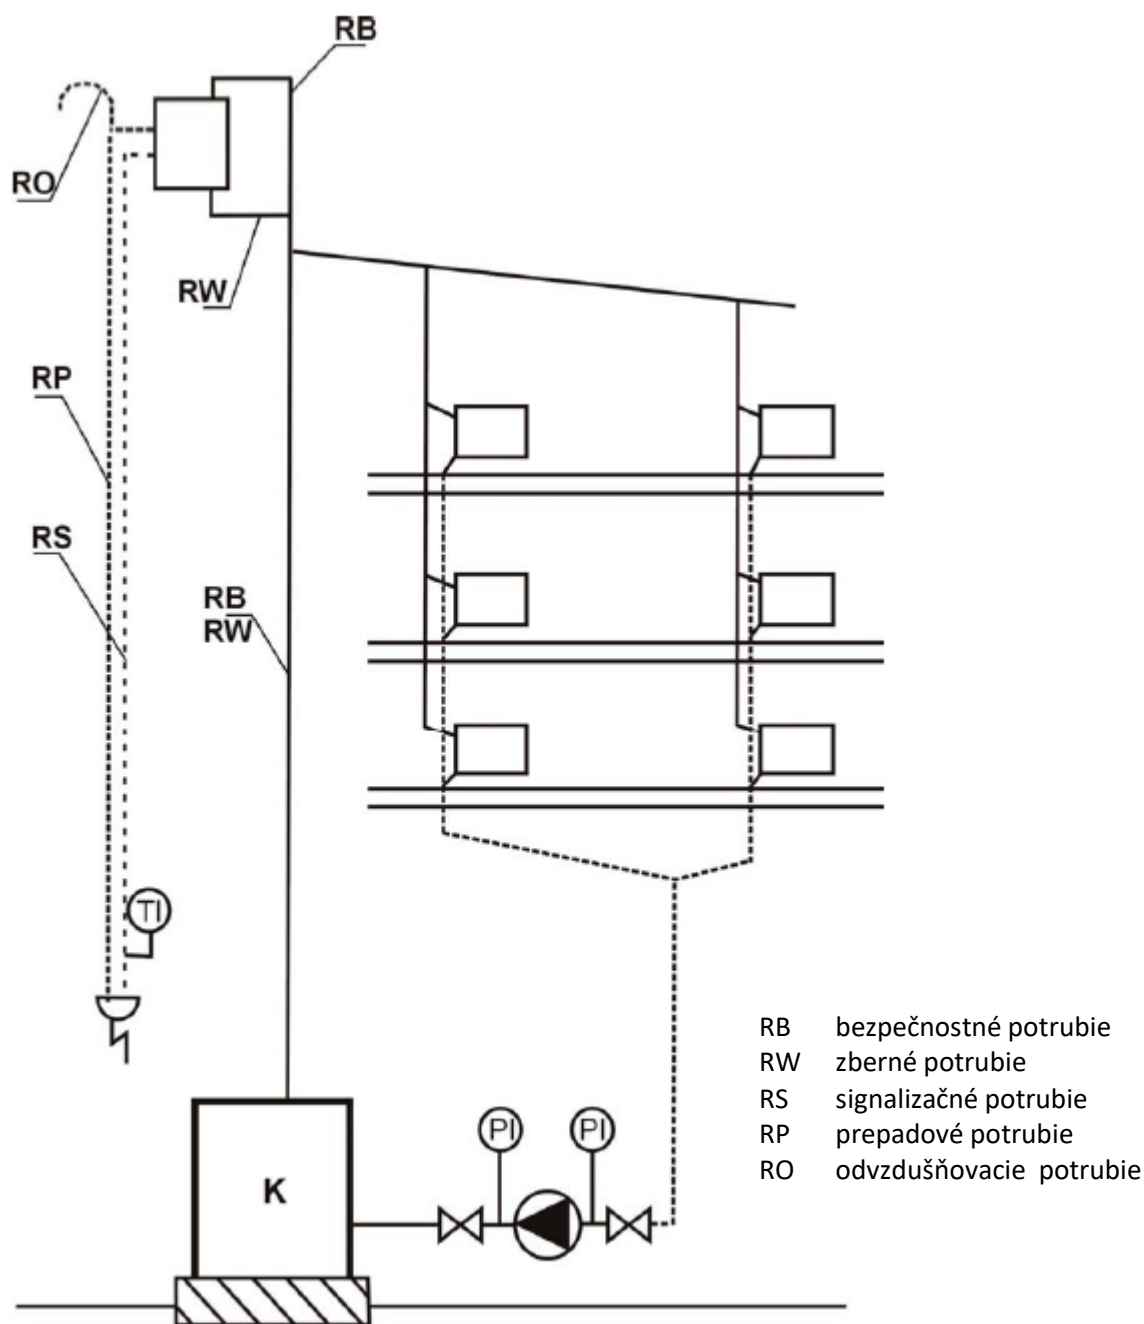 RB
RO
RW
RP
RS
RB
RW
TI
PI PI
K
RB bezpečnostné potrubie
RW zberné potrubie
RS signalizačné potrubie
RP prepadové potrubie
RO odvzdušňovacie potrubie